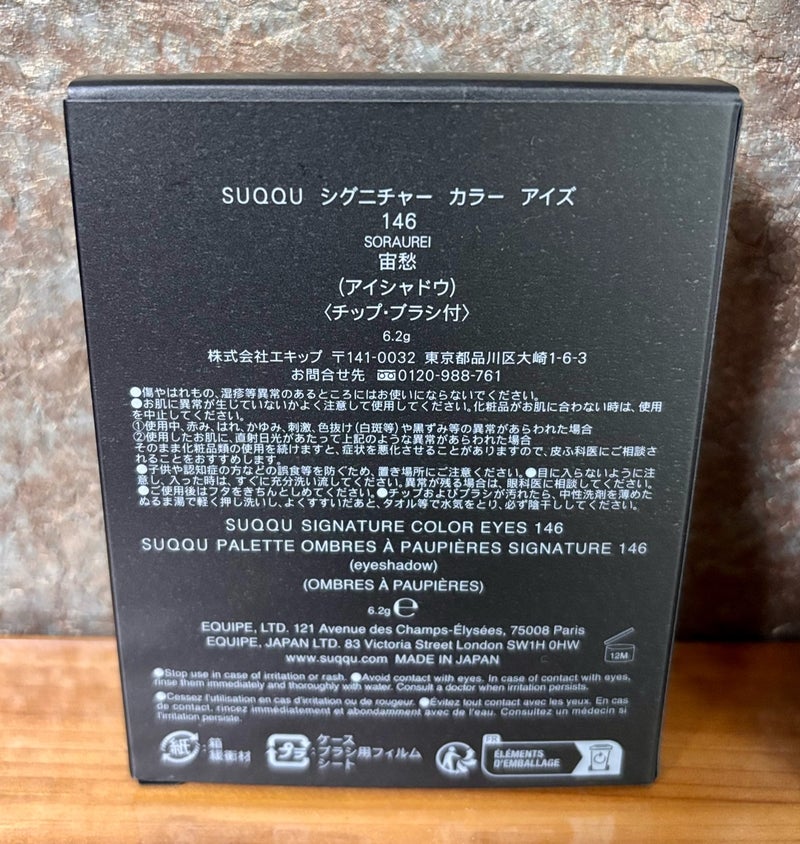 SUQQU シグニチャー カラー アイズ
146
SORAUREI
宙愁
(アイシャドウ)
〈チップ・ブラシ付〉
6.2g
株式会社エキップ 〒141-0032 東京都品川区大崎1-6-3
お問合せ先 0120-988-761
●傷やはれもの、湿疹等異常のあるところにはお使いにならないでください。
●お肌に異常が生じていないかよく注意して使用してください。化粧品がお肌に合わない時は、使用
を中止してください。
①使用中、赤み、はれ、かゆみ、刺激、色抜け(白斑等)や黒ずみ等の異常があらわれた場合
②使用したお肌に、直射日光があたって上記のような異常があらわれた場合
そのまま化粧品類の使用を続けますと、症状を悪化させることがありますので、皮ふ科医にご相談さ
れることをおすすめします。
●子供や認知症の方などの誤食等を防ぐため、置き場所にご注意ください。●目に入らないように注
意し、入った時は、すぐに充分洗い流してください。異常が残る場合は、眼科医に相談してください。
●ご使用後はフタをきちんとしめてください。●チップおよびブラシが汚れたら、中性洗剤を薄めた
ぬるま湯で軽く押し洗いし、よくすすいだあと、タオル等で水気をとり、必ず陰干ししてください。
SUQQU SIGNATURE COLOR EYES 146
SUQQU PALETTE OMBRES À PAUPIÈRES SIGNATURE 146
(eyeshadow)
(OMBRES À PAUPIÈRES)
6.2g ℮
EQUIPE, LTD. 121 Avenue des Champs-Élysées, 75008 Paris
EQUIPE, JAPAN LTD. 83 Victoria Street London SW1H 0HW
www.suqqu.com MADE IN JAPAN
12M
●Stop use in case of irritation or rash. ●Avoid contact with eyes. In case of contact with eyes,
rinse them immediately and thoroughly with water. Consult a doctor when irritation persists.
●Cessez l'utilisation en cas d'irritation ou de rougeur. ●Évitez tout contact avec les yeux. En cas
de contact, rincez immédiatement et abondamment avec de l'eau. Consultez un médecin si
l'irritation persiste.
紙 : 箱
緩衝材
プラ : ケース
ブラシ用フィルム
シート
FR
ÉLÉMENTS
D'EMBALLAGE